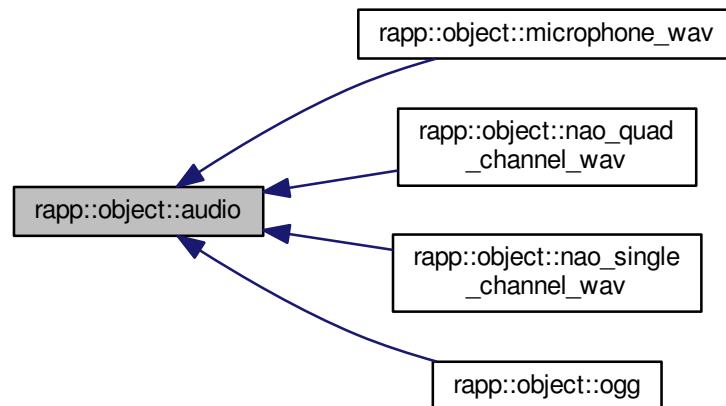 rapp::object::microphone_wav
rapp::object::nao_quad
_channel_wav
rapp::object::audio
rapp::object::nao_single
_channel_wav
rapp::object::ogg